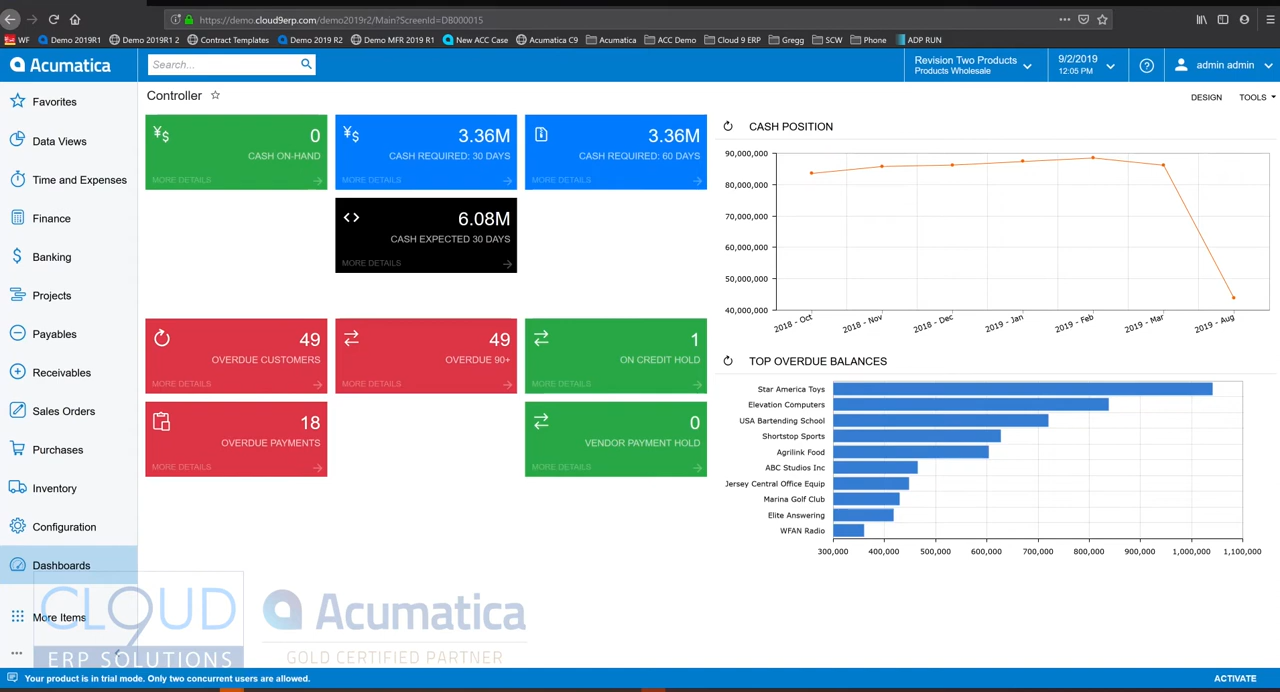 https://demo.cloud9erp.com/demo2019r2/Main?ScreenId=DB000015
WF Demo 2019R1 Demo 2019R1 2 Contract Templates Demo 2019 R2 Demo MFR 2019 R1 New ACC Case Acumatica C9 Acumatica ACC Demo Cloud 9 ERP Gregg SCW Phone ADP RUN
Acumatica
Search...
Revision Two Products
Products Wholesale
9/2/2019
12:05 PM
admin admin
Favorites
Data Views
Time and Expenses
Finance
Banking
Projects
Payables
Receivables
Sales Orders
Purchases
Inventory
Configuration
Dashboards
More Items
Controller
DESIGN TOOLS
¥$ 0
CASH ON-HAND
MORE DETAILS
¥$ 3.36M
CASH REQUIRED: 30 DAYS
MORE DETAILS
3.36M
CASH REQUIRED: 60 DAYS
MORE DETAILS
6.08M
CASH EXPECTED 30 DAYS
MORE DETAILS
49
OVERDUE CUSTOMERS
MORE DETAILS
49
OVERDUE 90+
MORE DETAILS
1
ON CREDIT HOLD
MORE DETAILS
18
OVERDUE PAYMENTS
MORE DETAILS
0
VENDOR PAYMENT HOLD
MORE DETAILS
CASH POSITION
90,000,000
80,000,000
70,000,000
60,000,000
50,000,000
40,000,000
2018 - Oct 2018 - Nov 2018 - Dec 2019 - Jan 2019 - Feb 2019 - Mar 2019 - Aug
TOP OVERDUE BALANCES
Star America Toys
Elevation Computers
USA Bartending School
Shortstop Sports
Agrilink Food
ABC Studios Inc
Jersey Central Office Equip
Marina Golf Club
Elite Answering
WFAN Radio
300,000 400,000 500,000 600,000 700,000 800,000 900,000 1,000,000 1,100,000
CLOUD
9
ERP SOLUTIONS
Acumatica
GOLD CERTIFIED PARTNER
Your product is in trial mode. Only two concurrent users are allowed.
ACTIVATE